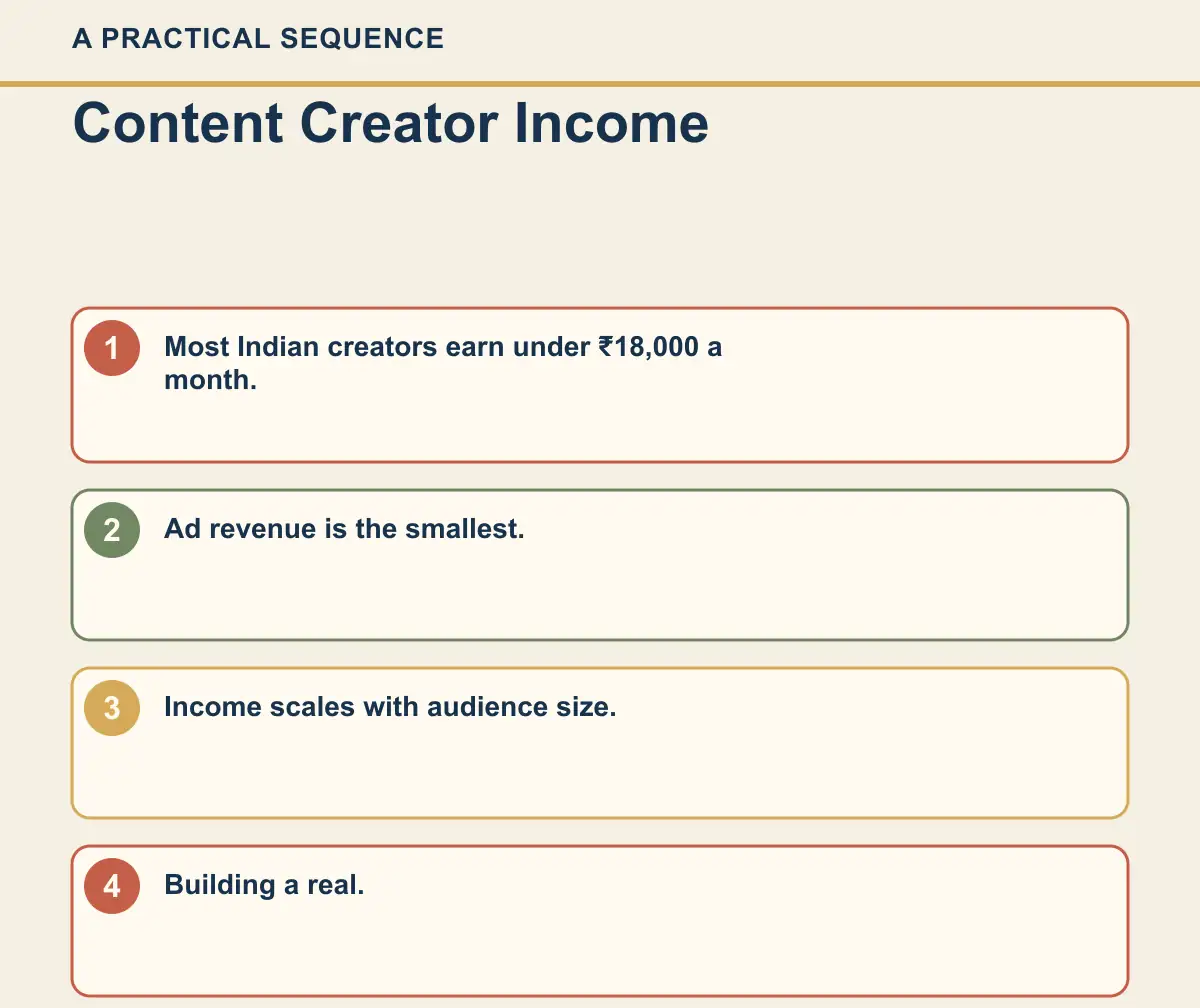 A PRACTICAL SEQUENCE
Content Creator Income
1
Most Indian creators earn under ₹18,000 a
month.
2
Ad revenue is the smallest.
3
Income scales with audience size.
4
Building a real.